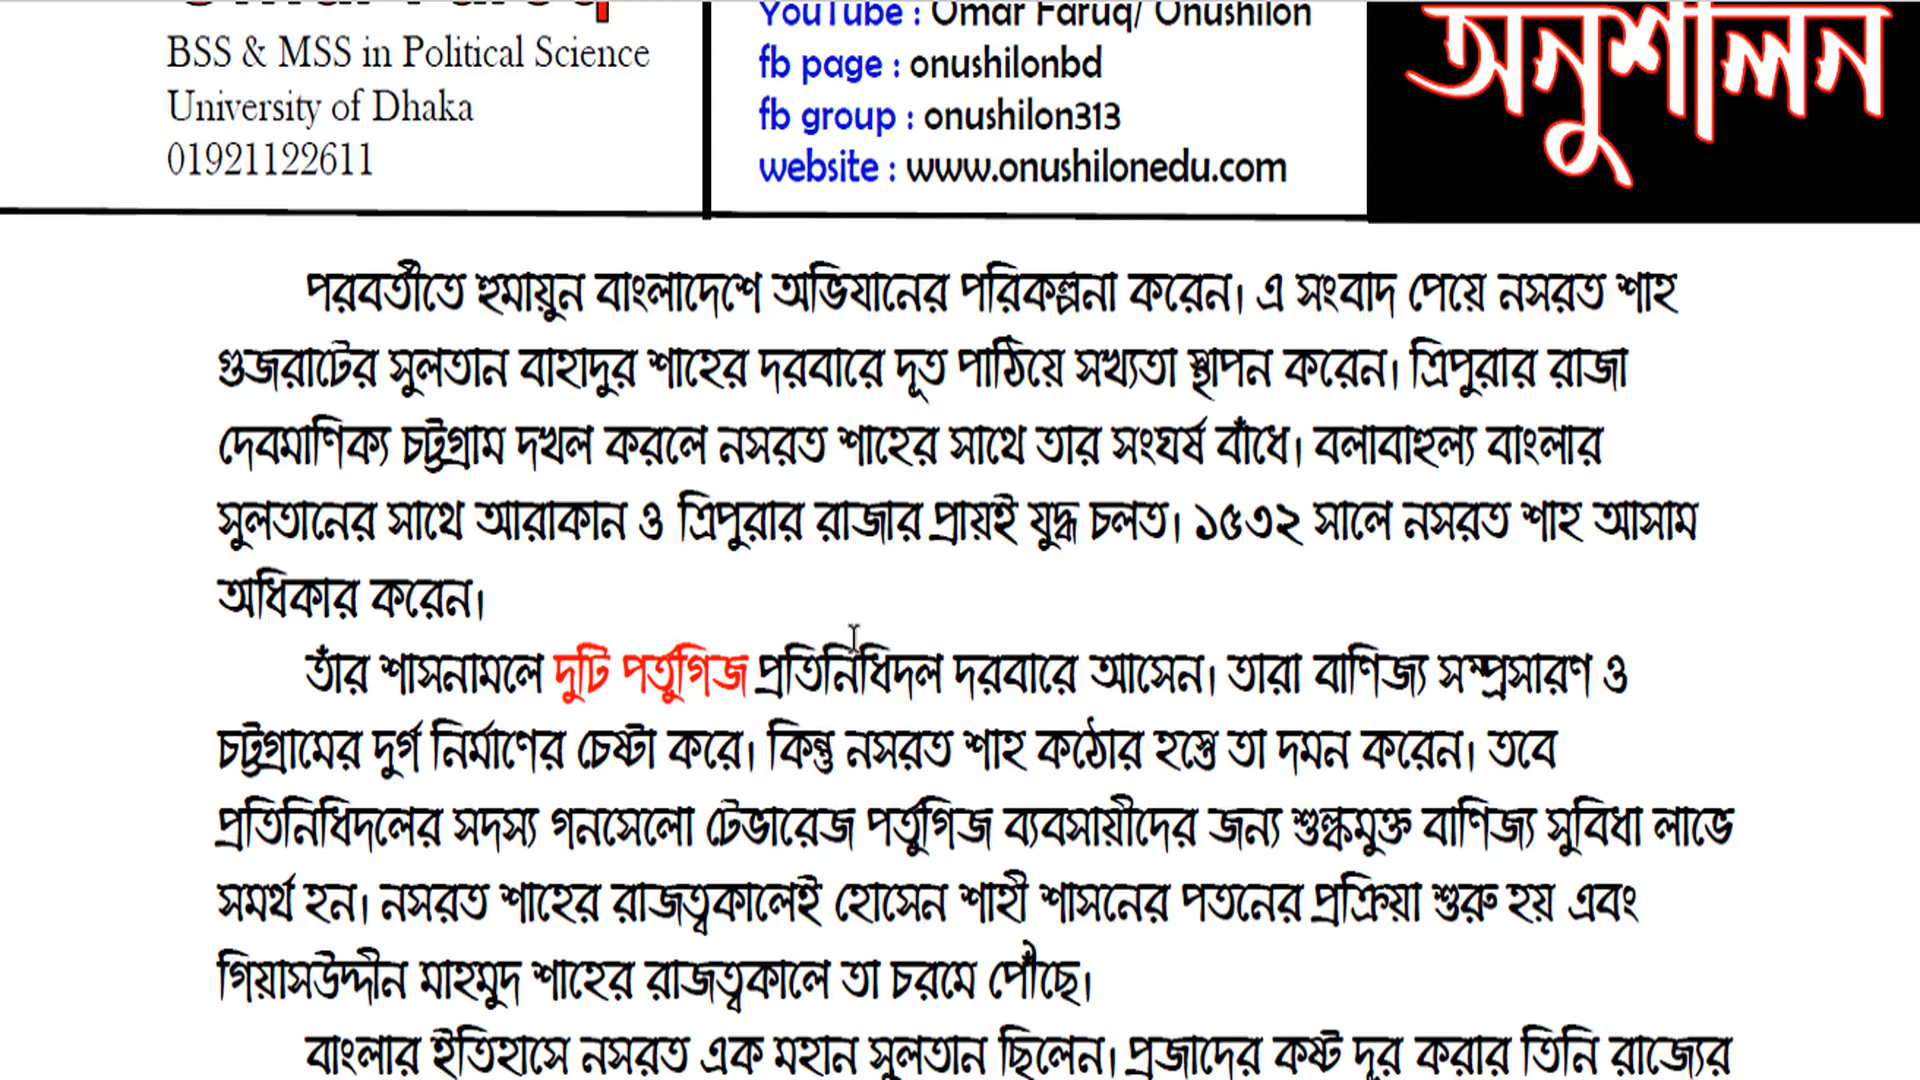 Omar Faruq
BSS & MSS in Political Science
University of Dhaka
01921122611
YouTube : Omar Faruq/ Onushilon
fb page : onushilonbd
fb group : onushilon313
website : www.onushilonedu.com
অনুশীলন
পরবর্তীতে হুমায়ুন বাংলাদেশে অভিযানের পরিকল্পনা করেন। এ সংবাদ পেয়ে নসরত শাহ
গুজরাটের সুলতান বাহাদুর শাহের দরবারে দূত পাঠিয়ে সখ্যতা স্থাপন করেন। ত্রিপুরার রাজা
দেবমাণিক্য চট্টগ্রাম দখল করলে নসরত শাহের সাথে তার সংঘর্ষ বাঁধে। বলাবাহুল্য বাংলার
সুলতানের সাথে আরাকান ও ত্রিপুরার রাজার প্রায়ই যুদ্ধ চলত। ১৫৩২ সালে নসরত শাহ আসাম
অধিকার করেন।
তাঁর শাসনামলে দুটি পর্তুগিজ প্রতিনিধিদল দরবারে আসেন। তারা বাণিজ্য সম্প্রসারণ ও
চট্টগ্রামের দুর্গ নির্মাণের চেষ্টা করে। কিন্তু নসরত শাহ কঠোর হস্তে তা দমন করেন। তবে
প্রতিনিধিদলের সদস্য গনসেলো টেভারেজ পর্তুগিজ ব্যবসায়ীদের জন্য শুল্কমুক্ত বাণিজ্য সুবিধা লাভে
সমর্থ হন। নসরত শাহের রাজত্বকালেই হোসেন শাহী শাসনের পতনের প্রক্রিয়া শুরু হয় এবং
গিয়াসউদ্দীন মাহমুদ শাহের রাজত্বকালে তা চরমে পৌঁছে।
বাংলার ইতিহাসে নসরত এক মহান সুলতান ছিলেন। প্রজাদের কষ্ট দূর করার তিনি রাজ্যের